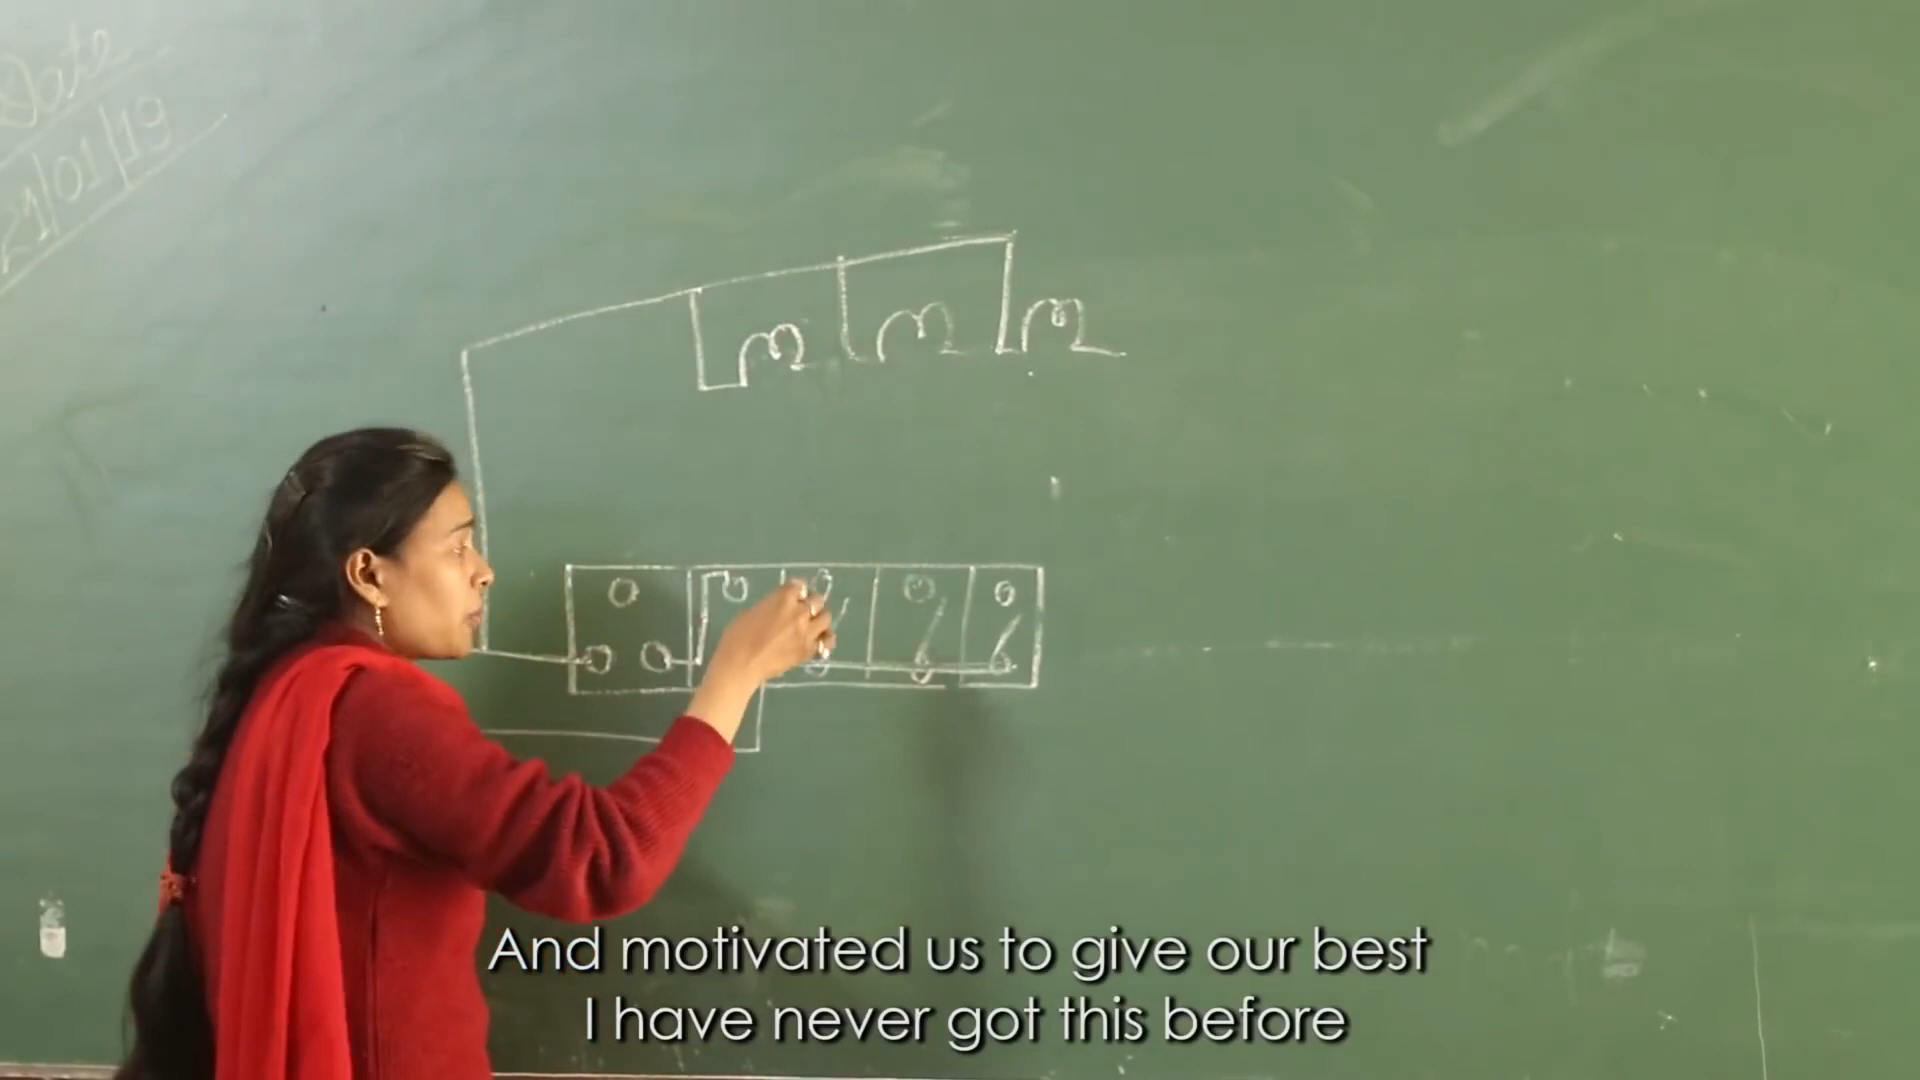 Date
21/01/19
And motivated us to give our best
I have never got this before